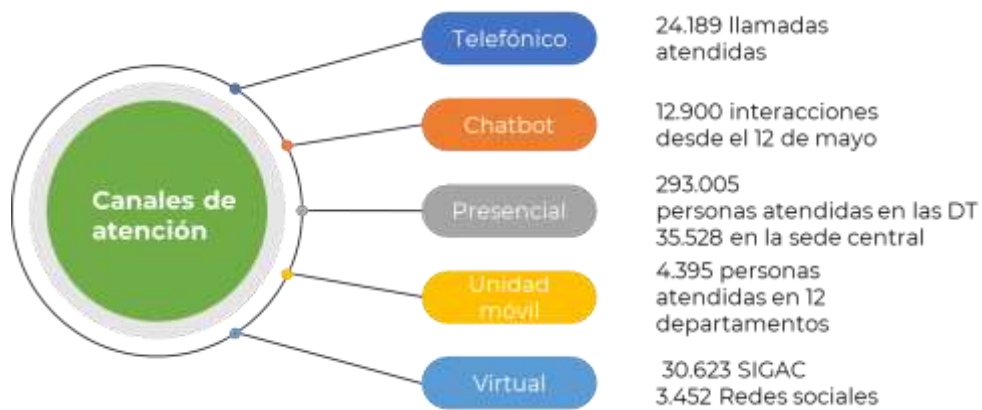 Canales de
atención
Telefónico
24.189 llamadas
atendidas
Chatbot
12.900 interacciones
desde el 12 de mayo
Presencial
293.005
personas atendidas en las DT
35.528 en la sede central
Unidad
móvil
4.395 personas
atendidas en 12
departamentos
Virtual
30.623 SIGAC
3.452 Redes sociales